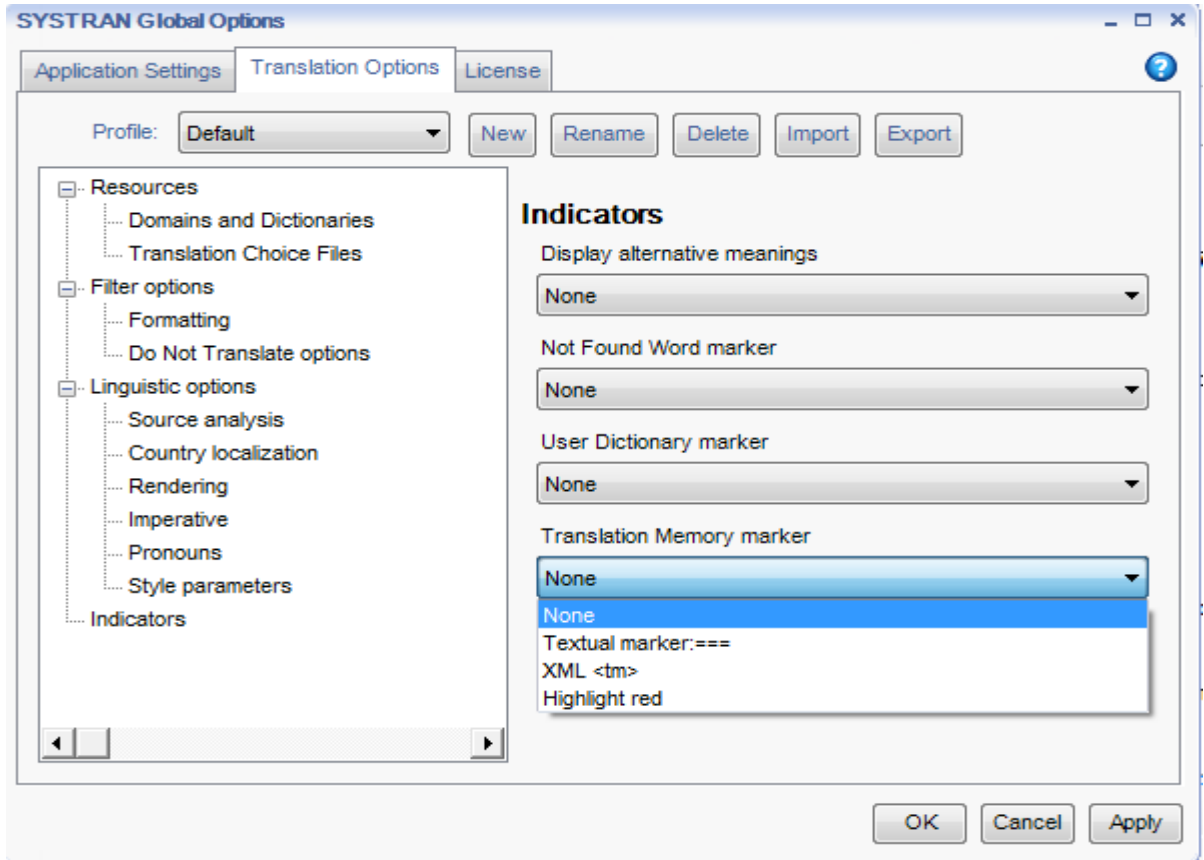 SYSTRAN Global Options
Application Settings Translation Options License
Profile: Default New Rename Delete Import Export
Resources
Domains and Dictionaries
Translation Choice Files
Filter options
Formatting
Do Not Translate options
Linguistic options
Source analysis
Country localization
Rendering
Imperative
Pronouns
Style parameters
Indicators
Indicators
Display alternative meanings
None
Not Found Word marker
None
User Dictionary marker
None
Translation Memory marker
None
None
Textual marker:===
XML <tm>
Highlight red
OK Cancel Apply